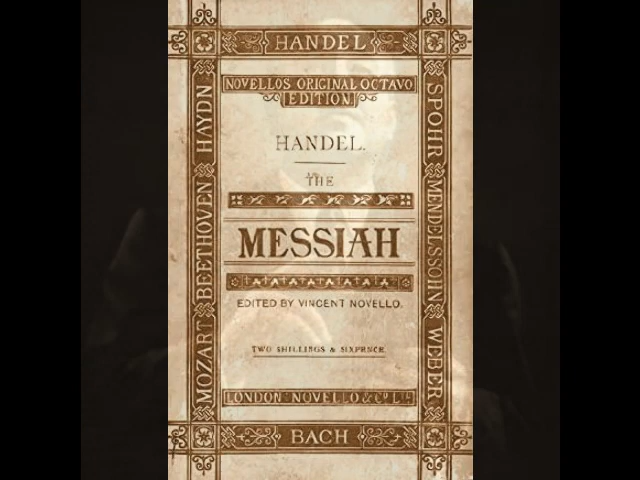 HANDEL
NOVELLO'S ORIGINAL OCTAVO
EDITION
HANDEL.
THE
MESSIAH
EDITED BY VINCENT NOVELLO.
TWO SHILLINGS & SIXPENCE.
LONDON: NOVELLO & Co LTD
BACH
MOZART BEETHOVEN HAYDN
SPOHR MENDELSSOHN WEBER